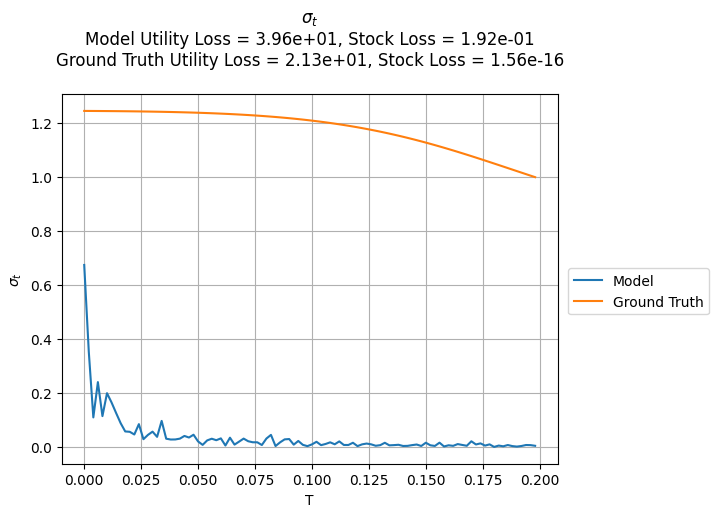 σt
Model Utility Loss = 3.96e+01, Stock Loss = 1.92e-01
Ground Truth Utility Loss = 2.13e+01, Stock Loss = 1.56e-16
1.2
1.0
0.8
0.6
0.4
0.2
0.0
σt
0.000 0.025 0.050 0.075 0.100 0.125 0.150 0.175 0.200
T
Model
Ground Truth